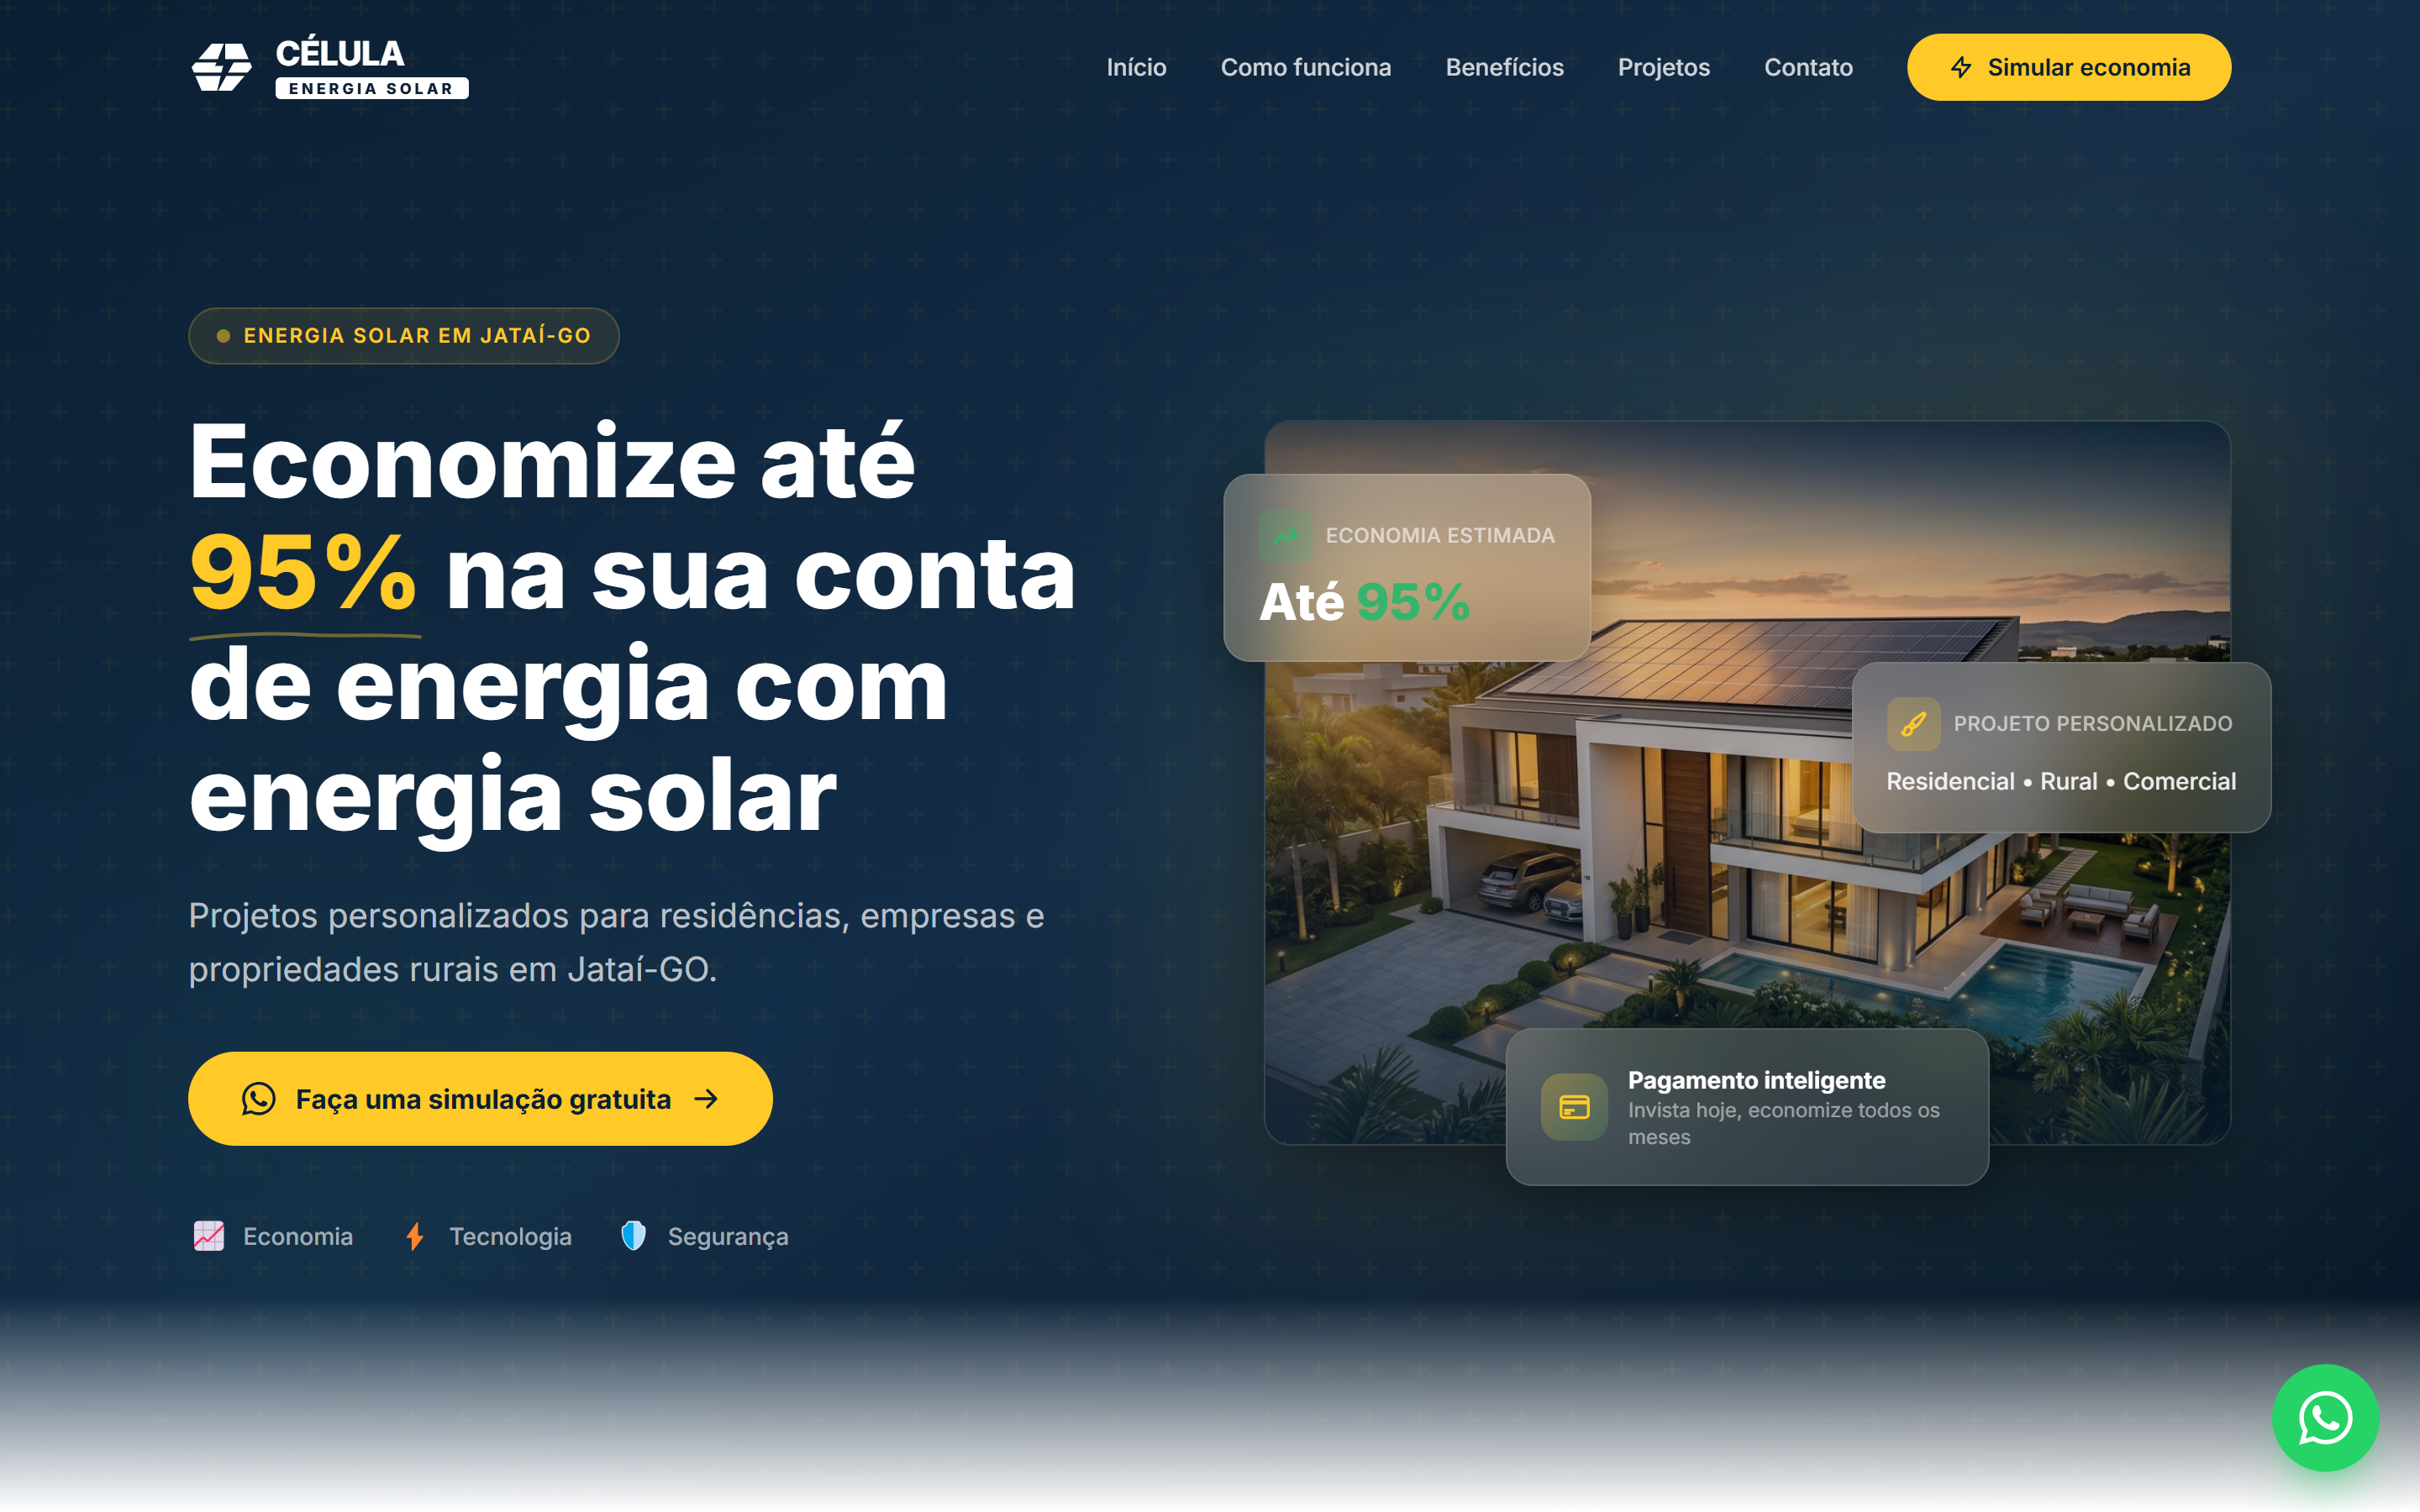 CÉLULA
ENERGIA SOLAR
Início
Como funciona
Benefícios
Projetos
Contato
Simular economia
ENERGIA SOLAR EM JATAÍ-GO
Economize até
95% na sua conta
de energia com
energia solar
Projetos personalizados para residências, empresas e
propriedades rurais em Jataí-GO.
Faça uma simulação gratuita
Economia
Tecnologia
Segurança
ECONOMIA ESTIMADA
Até 95%
PROJETO PERSONALIZADO
Residencial • Rural • Comercial
Pagamento inteligente
Invista hoje, economize todos os
meses